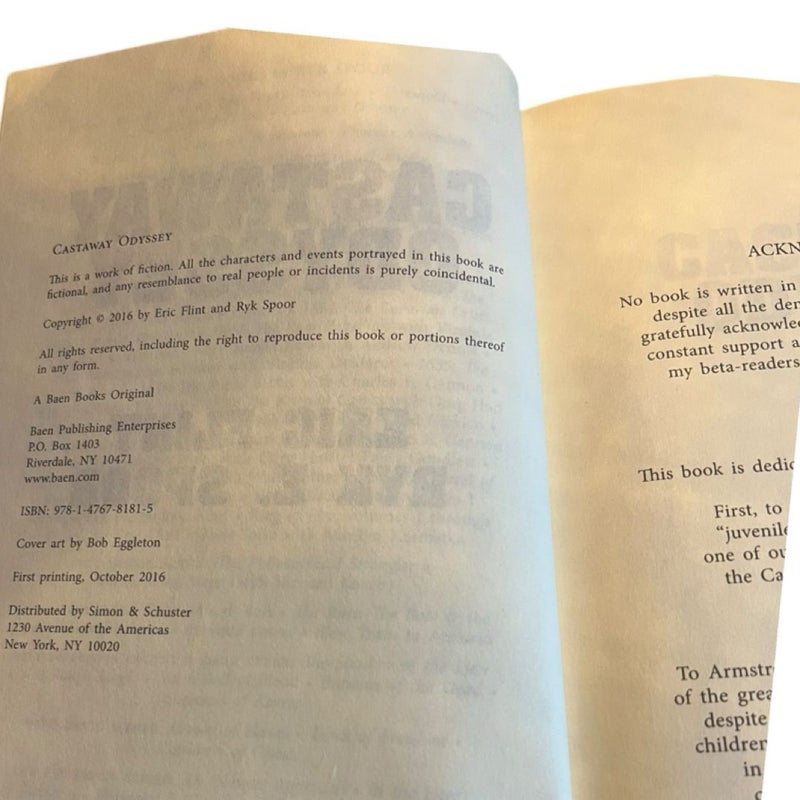 CASTAWAY ODYSSEY
This is a work of fiction. All the characters and events portrayed in this book are
fictional, and any resemblance to real people or incidents is purely coincidental.
Copyright © 2016 by Eric Flint and Ryk Spoor
All rights reserved, including the right to reproduce this book or portions thereof
in any form.
A Baen Books Original
Baen Publishing Enterprises
P.O. Box 1403
Riverdale, NY 10471
www.baen.com
ISBN: 978-1-4767-8181-5
Cover art by Bob Eggleton
First printing, October 2016
Distributed by Simon & Schuster
1230 Avenue of the Americas
New York, NY 10020
ACKN
No book is written in
despite all the der
gratefully acknowled
constant support a
my beta-readers
This book is dedic
First, to
“juvenile
one of ou
the Ca
To Armstr
of the grea
despite
children
in